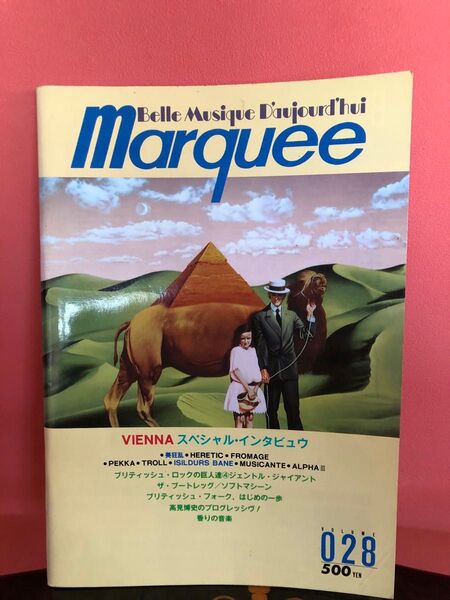 Belle Musique D'aujourd'hui
marquee
VIENNA スペシャル・インタビュウ
•美狂乱 •HERETIC •FROMAGE
•PEKKA •TROLL •ISILDURS BANE •MUSICANTE •ALPHA III
ブリティッシュ・ロックの巨人達④ジェントル・ジャイアント
ザ・ブートレッグ／ソフトマシーン
ブリティッシュ・フォーク、はじめの一歩
高見博史のプログレッシヴ！
香りの音楽
VOLUME
028
500 YEN